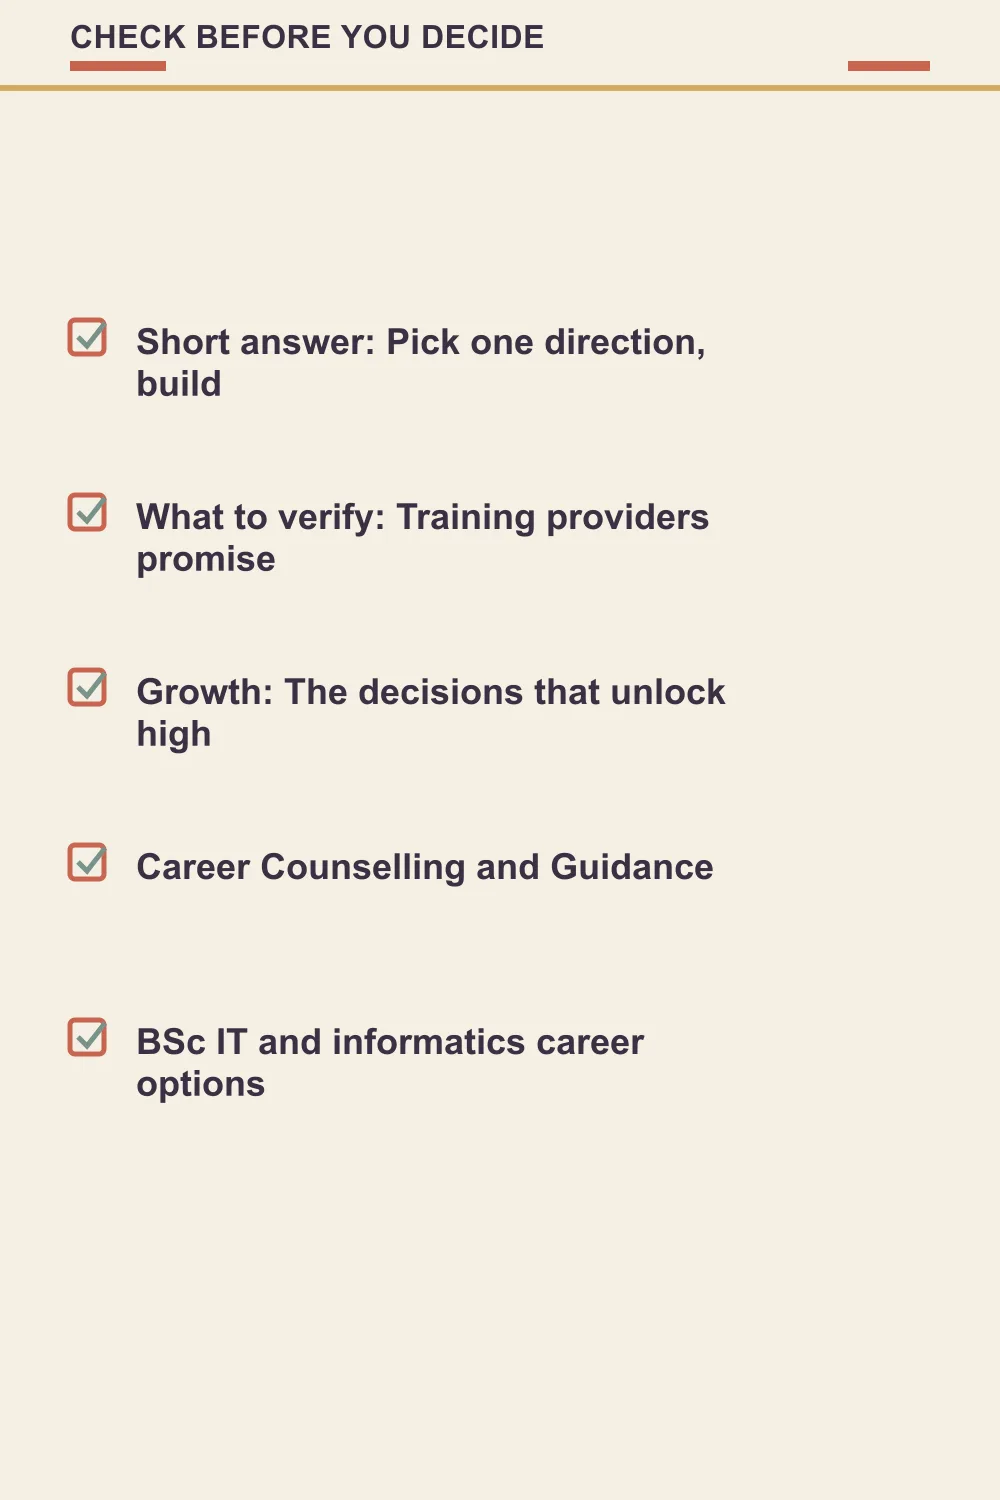 CHECK BEFORE YOU DECIDE
Short answer: Pick one direction,
build
What to verify: Training providers
promise
Growth: The decisions that unlock
high
Career Counselling and Guidance
BSc IT and informatics career
options